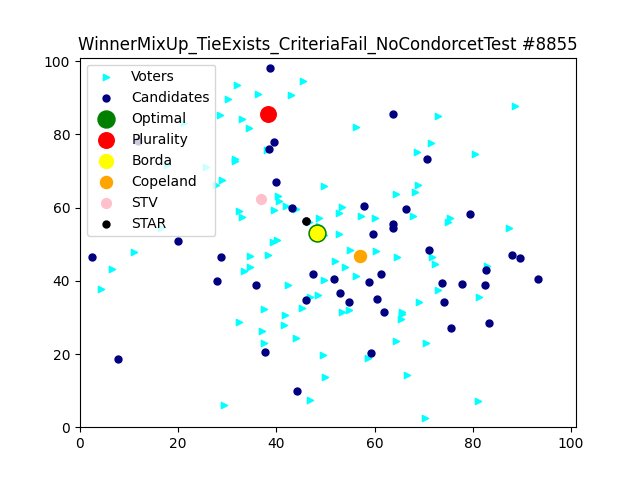 WinnerMixUp_TieExists_CriteriaFail_NoCondorcetTest #8855
100
80
60
40
20
0
Voters
Candidates
Optimal
Plurality
Borda
Copeland
STV
STAR
0 20 40 60 80 100